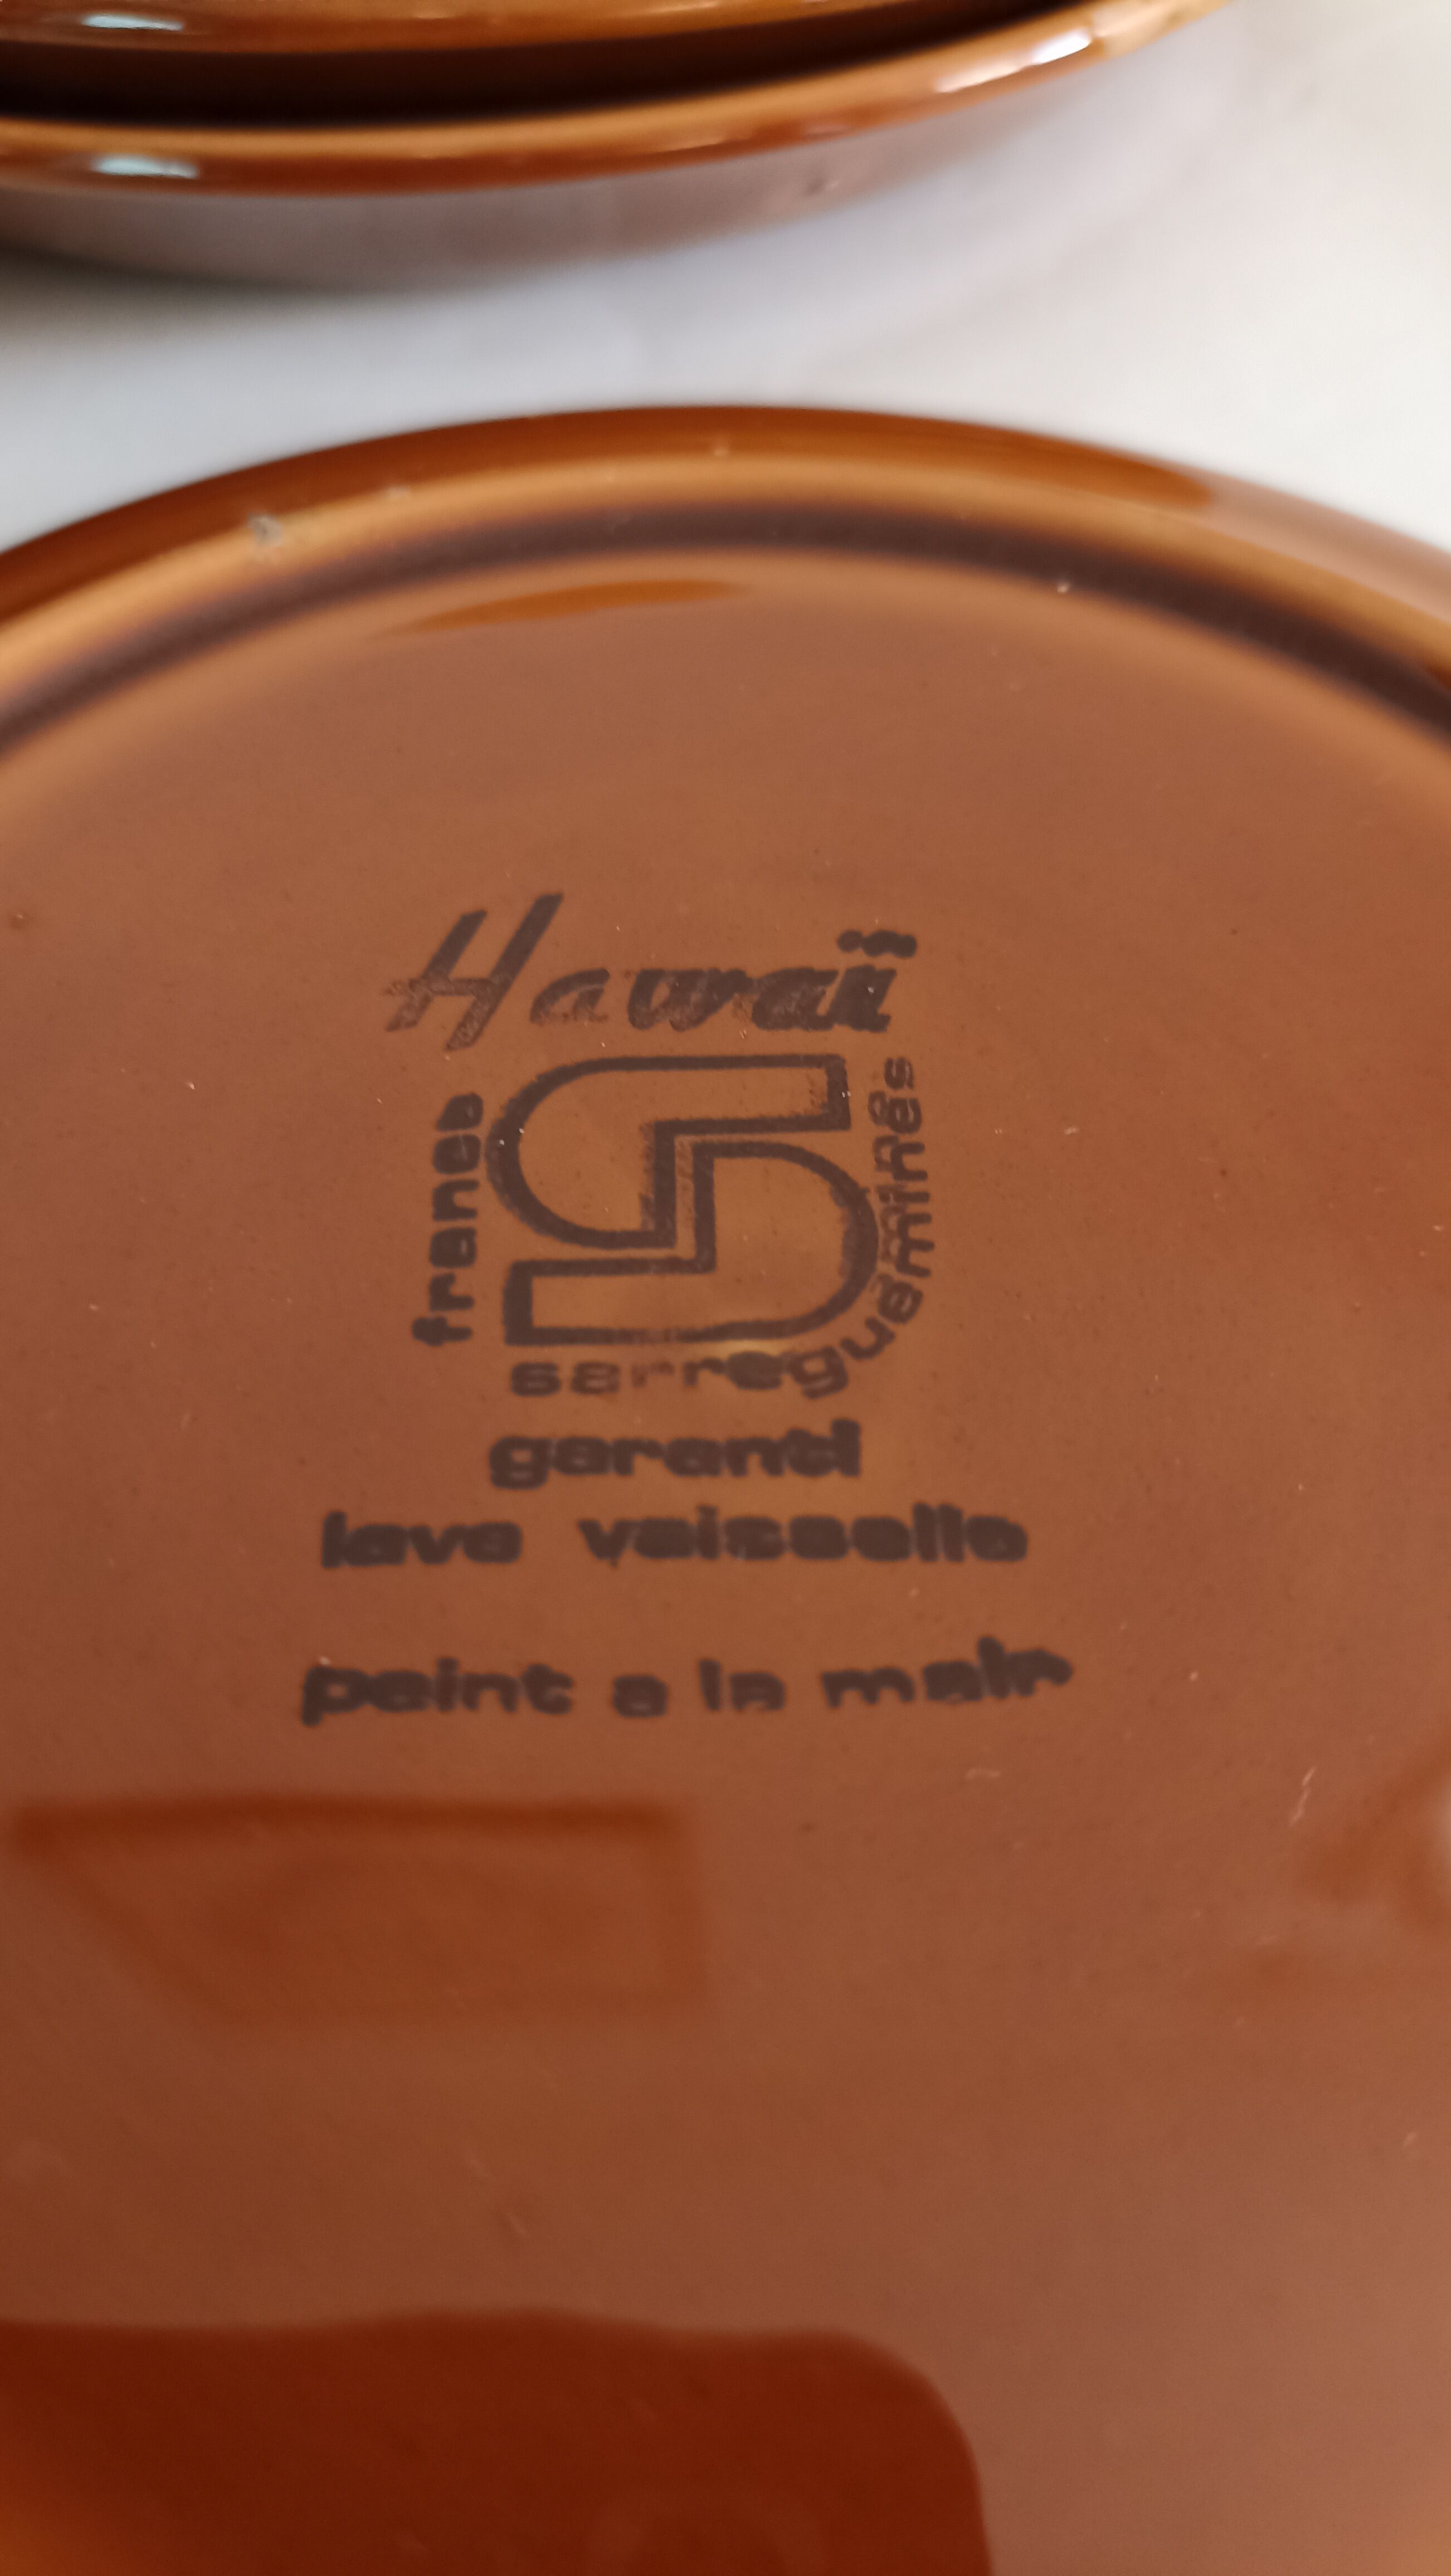 Hawaï
france
sarreguemines
garanti
lave vaisselle
peint a la main